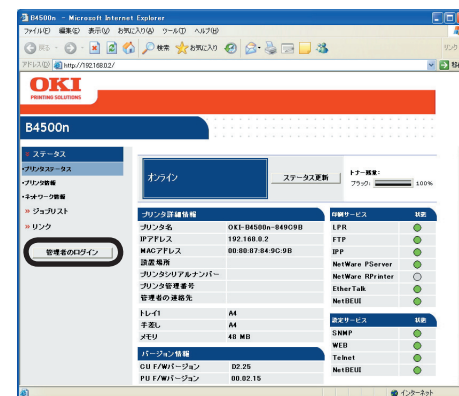 B4500n - Microsoft Internet Explorer
ファイル(F) 編集(E) 表示(V) お気に入り(A) ツール(T) ヘルプ(H)
戻る 検索 お気に入り
アドレス(D) http://192.168.0.2/
OKI
PRINTING SOLUTIONS
B4500n
ステータス
プリンタステータス
プリンタ情報
ネットワーク情報
ジョブリスト
リンク
管理者のログイン
オンライン ステータス更新
トナー残量:
ブラック: 100%
プリンタ詳細情報
プリンタ名 OKI-B4500n-849C9B
IPアドレス 192.168.0.2
MACアドレス 00:80:87:84:9C:9B
設置場所
プリンタシリアルナンバー
プリンタ管理番号
管理者の連絡先
トレイ1 A4
手差し A4
メモリ 48 MB
バージョン情報
CU F/Wバージョン D2.25
PU F/Wバージョン 00.02.15
印刷サービス 状態
LPR
FTP
IPP
NetWare PServer
NetWare RPrinter
EtherTalk
NetBEUI
設定サービス 状態
SNMP
WEB
Telnet
NetBEUI
インターネット